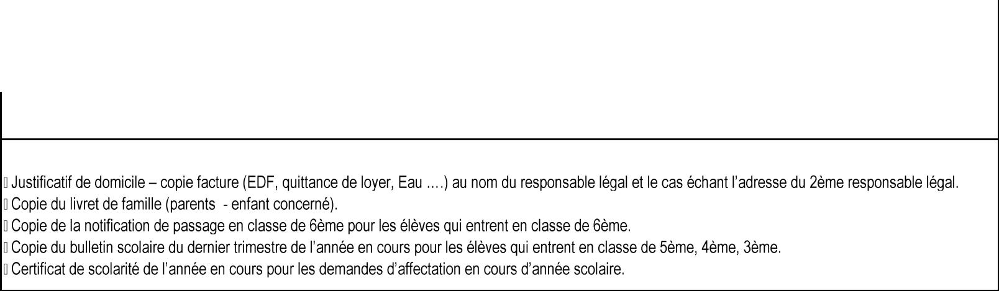 Justificatif de domicile – copie facture (EDF, quittance de loyer, Eau ….) au nom du responsable légal et le cas échant l’adresse du 2ème responsable légal.
Copie du livret de famille (parents  - enfant concerné).
Copie de la notification de passage en classe de 6ème pour les élèves qui entrent en classe de 6ème.
Copie du bulletin scolaire du dernier trimestre de l’année en cours pour les élèves qui entrent en classe de 5ème, 4ème, 3ème.
Certificat de scolarité de l’année en cours pour les demandes d’affectation en cours d’année scolaire.